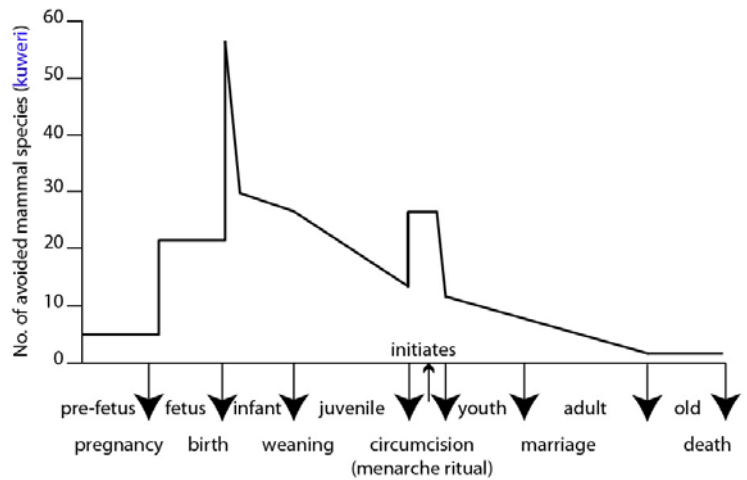 No. of avoided mammal species (kuweri)
60
50
40
30
20
10
0
initiates
pre-fetus fetus infant juvenile youth adult old
pregnancy birth weaning circumcision marriage death
(menarche ritual)